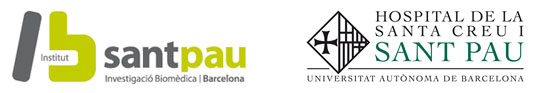 Institut
santpau
Investigació Biomèdica | Barcelona
HOSPITAL DE LA
SANTA CREU I
SANT PAU
UNIVERSITAT AUTÒNOMA DE BARCELONA